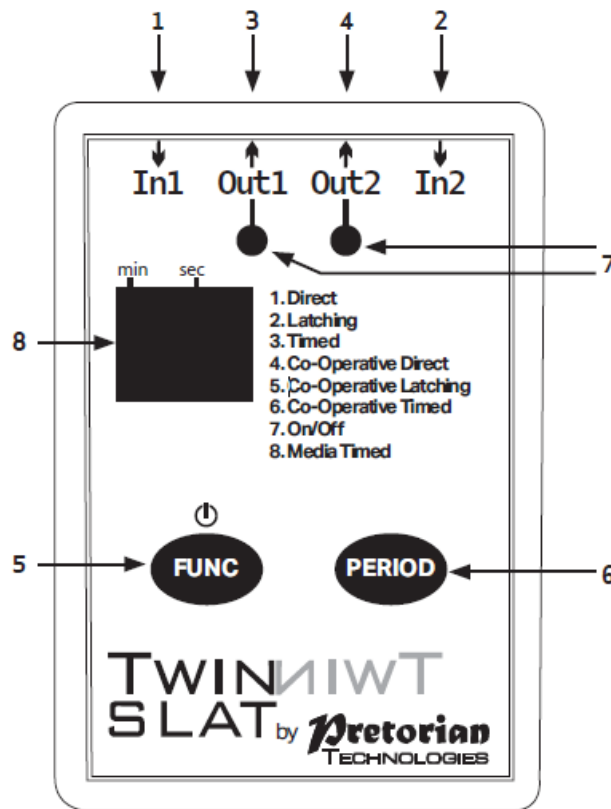 1 3 4 2
In1 Out1 Out2 In2
7
min sec
8
1. Direct
2. Latching
3. Timed
4. Co-Operative Direct
5. Co-Operative Latching
6. Co-Operative Timed
7. On/Off
8. Media Timed
5 FUNC PERIOD 6
TWIN TWIN
SLAT by Pretorian
TECHNOLOGIES